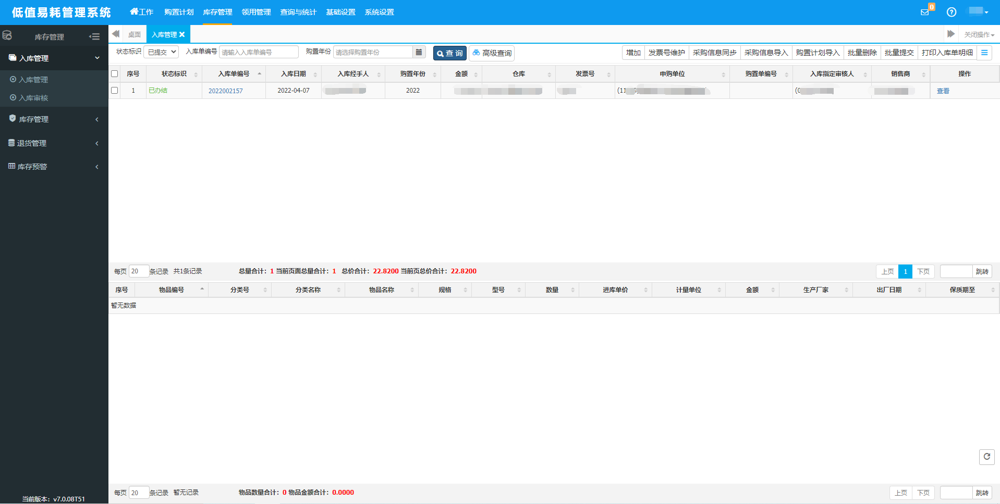 低值易耗管理系统 工作 购置计划 库存管理 领用管理 查询与统计 基础设置 系统设置 0
库存管理 桌面 入库管理 关闭操作
状态标识 已提交 入库单编号 请输入入库单编号 购置年份 请选择购置年份 查 询 高级查询 增加 发票号维护 采购信息同步 采购信息导入 购置计划导入 批量删除 批量提交 打印入库单明细
入库管理
入库管理
入库审核
库存管理
退货管理
库存预警
当前版本：v7.0.08T51
序号 状态标识 入库单编号 入库日期 入库经手人 购置年份 金额 仓库 发票号 申购单位 购置单编号 入库指定审核人 销售商 操作
1 已办结 2022002157 2022-04-07 2022 (11 (0 查看
每页 20 条记录 共1条记录 总量合计：1 当前页面总量合计：1 总价合计：22.8200 当前页总价合计：22.8200 上页 1 下页 跳转
序号 物品编号 分类号 分类名称 物品名称 规格 型号 数量 进库单价 计量单位 金额 生产厂家 出厂日期 保质期至
暂无数据
每页 20 条记录 暂无记录 物品数量合计：0 物品金额合计：0.0000 上页 下页 跳转